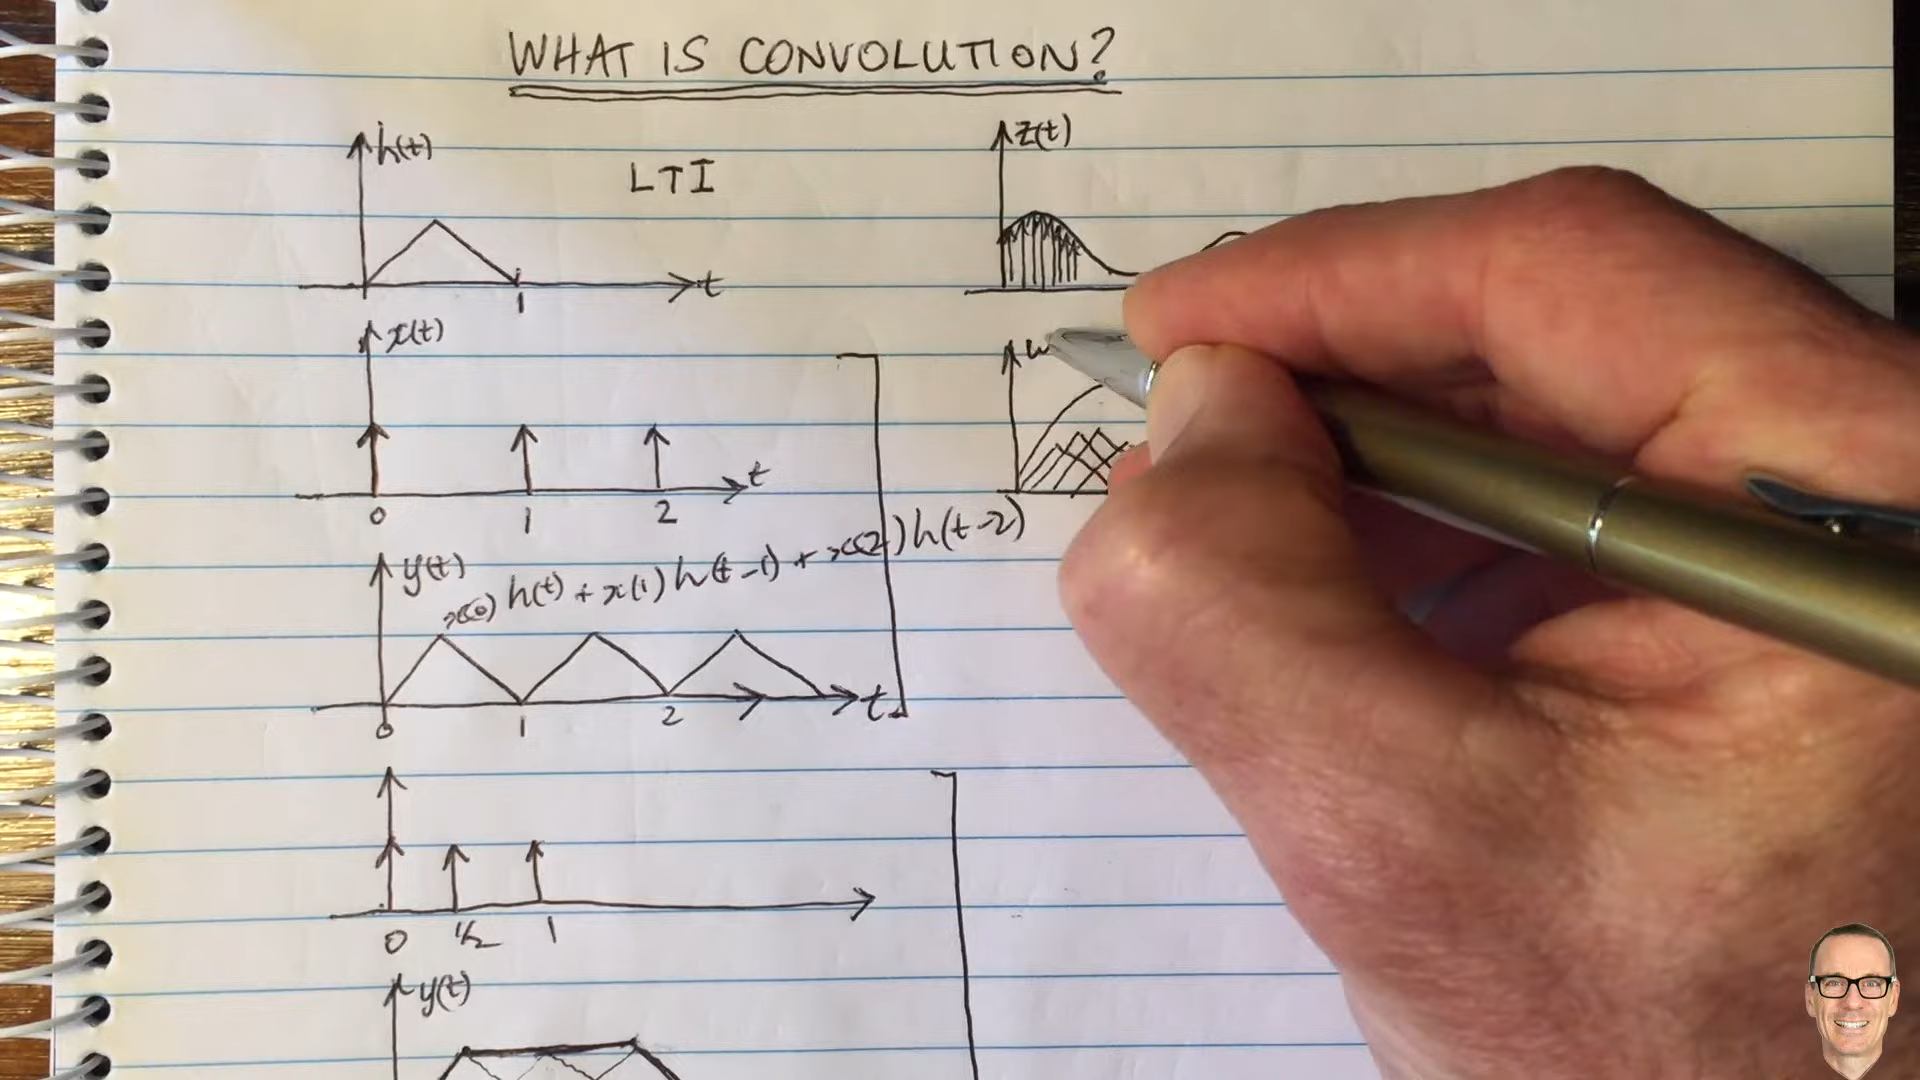 WHAT IS CONVOLUTION?
h(t)
LTI
t
1
x(t)
t
0 1 2
y(t)
x(0) h(t) + x(1) h(t-1) + x(2) h(t-2)
t
0 1 2
0 1/2 1
y(t)
z(t)
w